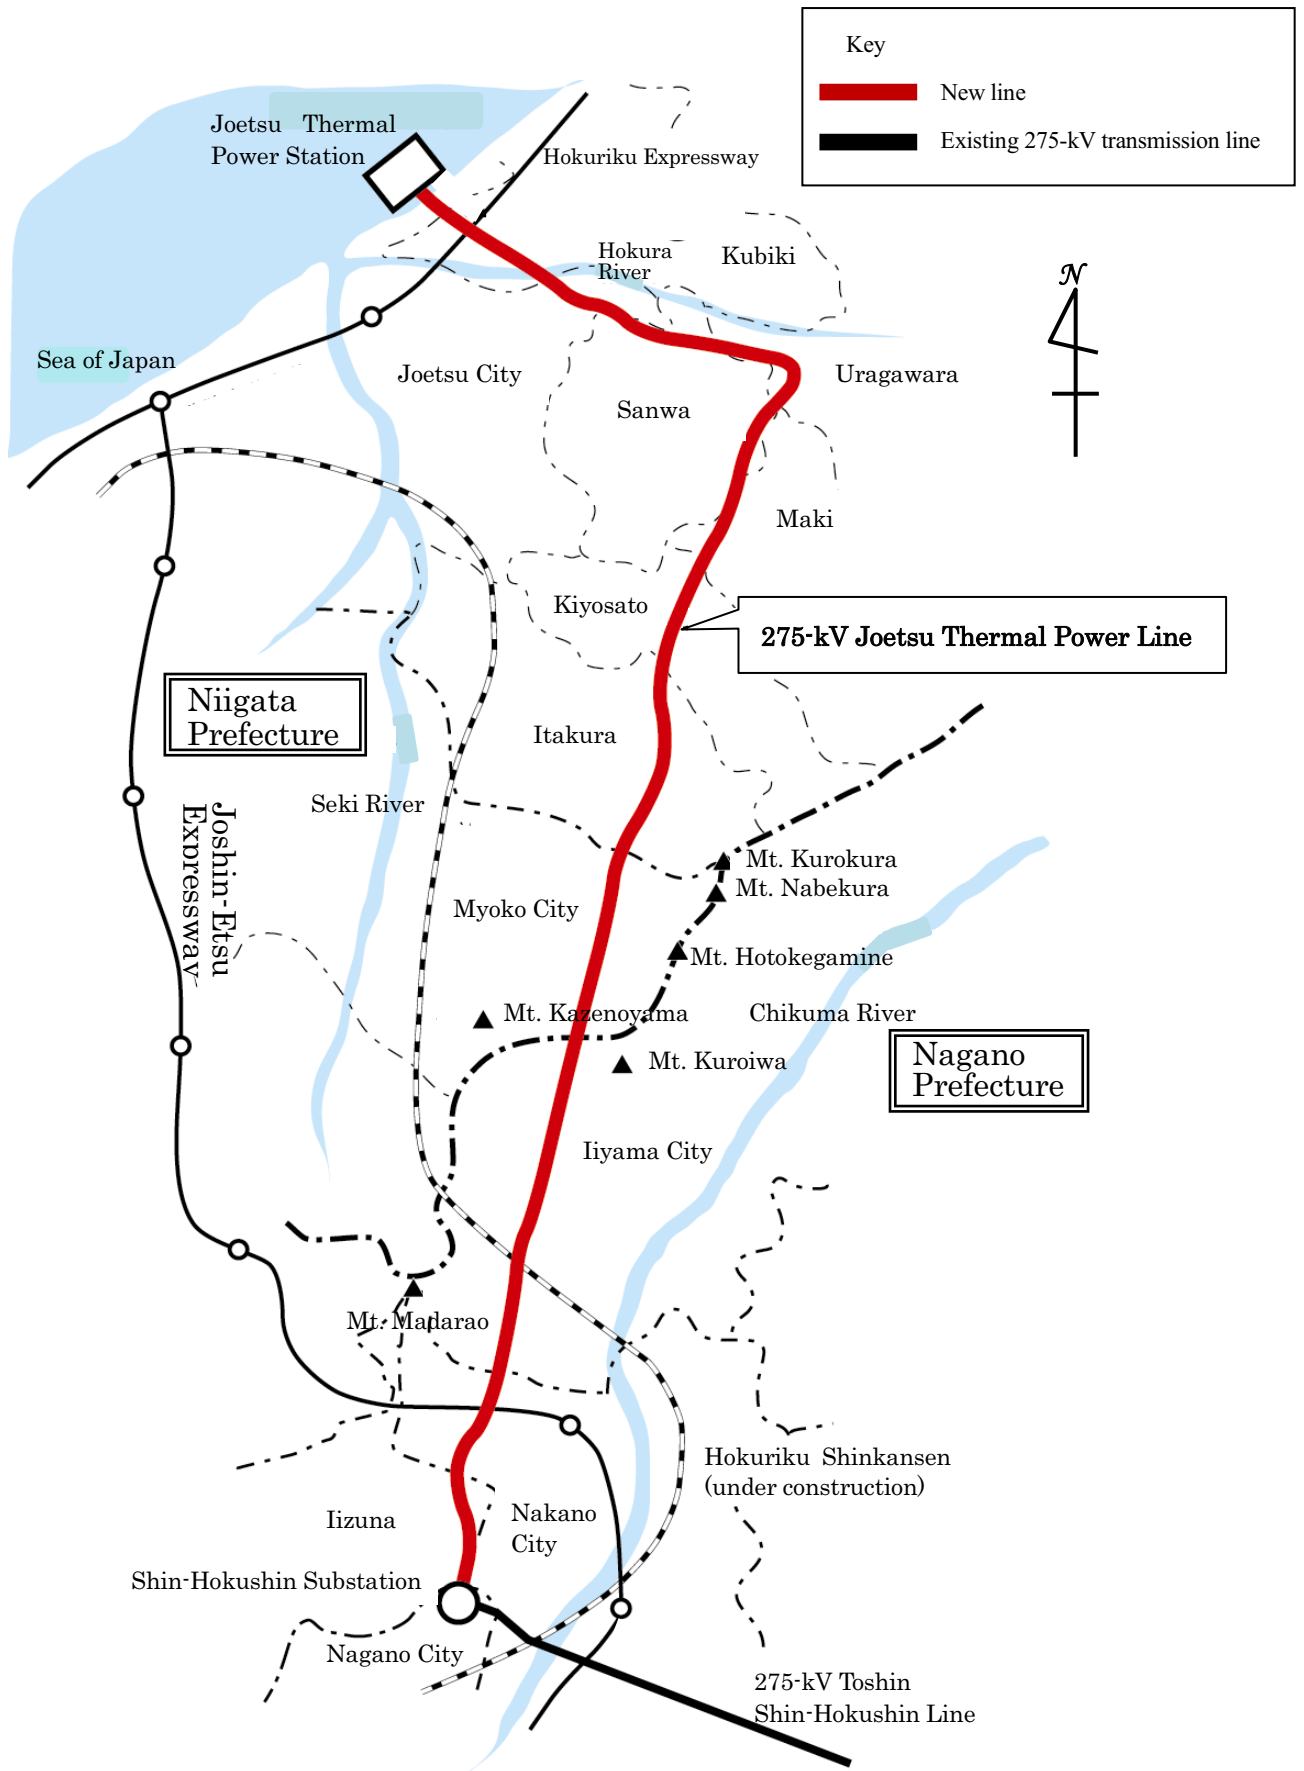 Key
New line
Existing 275-kV transmission line
Joetsu Thermal
Power Station
Hokuriku Expressway
Hokura
River
Kubiki
N
Sea of Japan
Joetsu City
Uragawara
Sanwa
Maki
Kiyosato
275-kV Joetsu Thermal Power Line
Niigata
Prefecture
Itakura
Seki River
Joshin-Etsu
Expressway
Mt. Kurokura
Mt. Nabekura
Myoko City
Mt. Hotokegamine
Mt. Kazenoyama
Chikuma River
Nagano
Prefecture
Mt. Kuroiwa
Iiyama City
Mt. Madarao
Hokuriku Shinkansen
(under construction)
Iizuna
Nakano
City
Shin-Hokushin Substation
Nagano City
275-kV Toshin
Shin-Hokushin Line